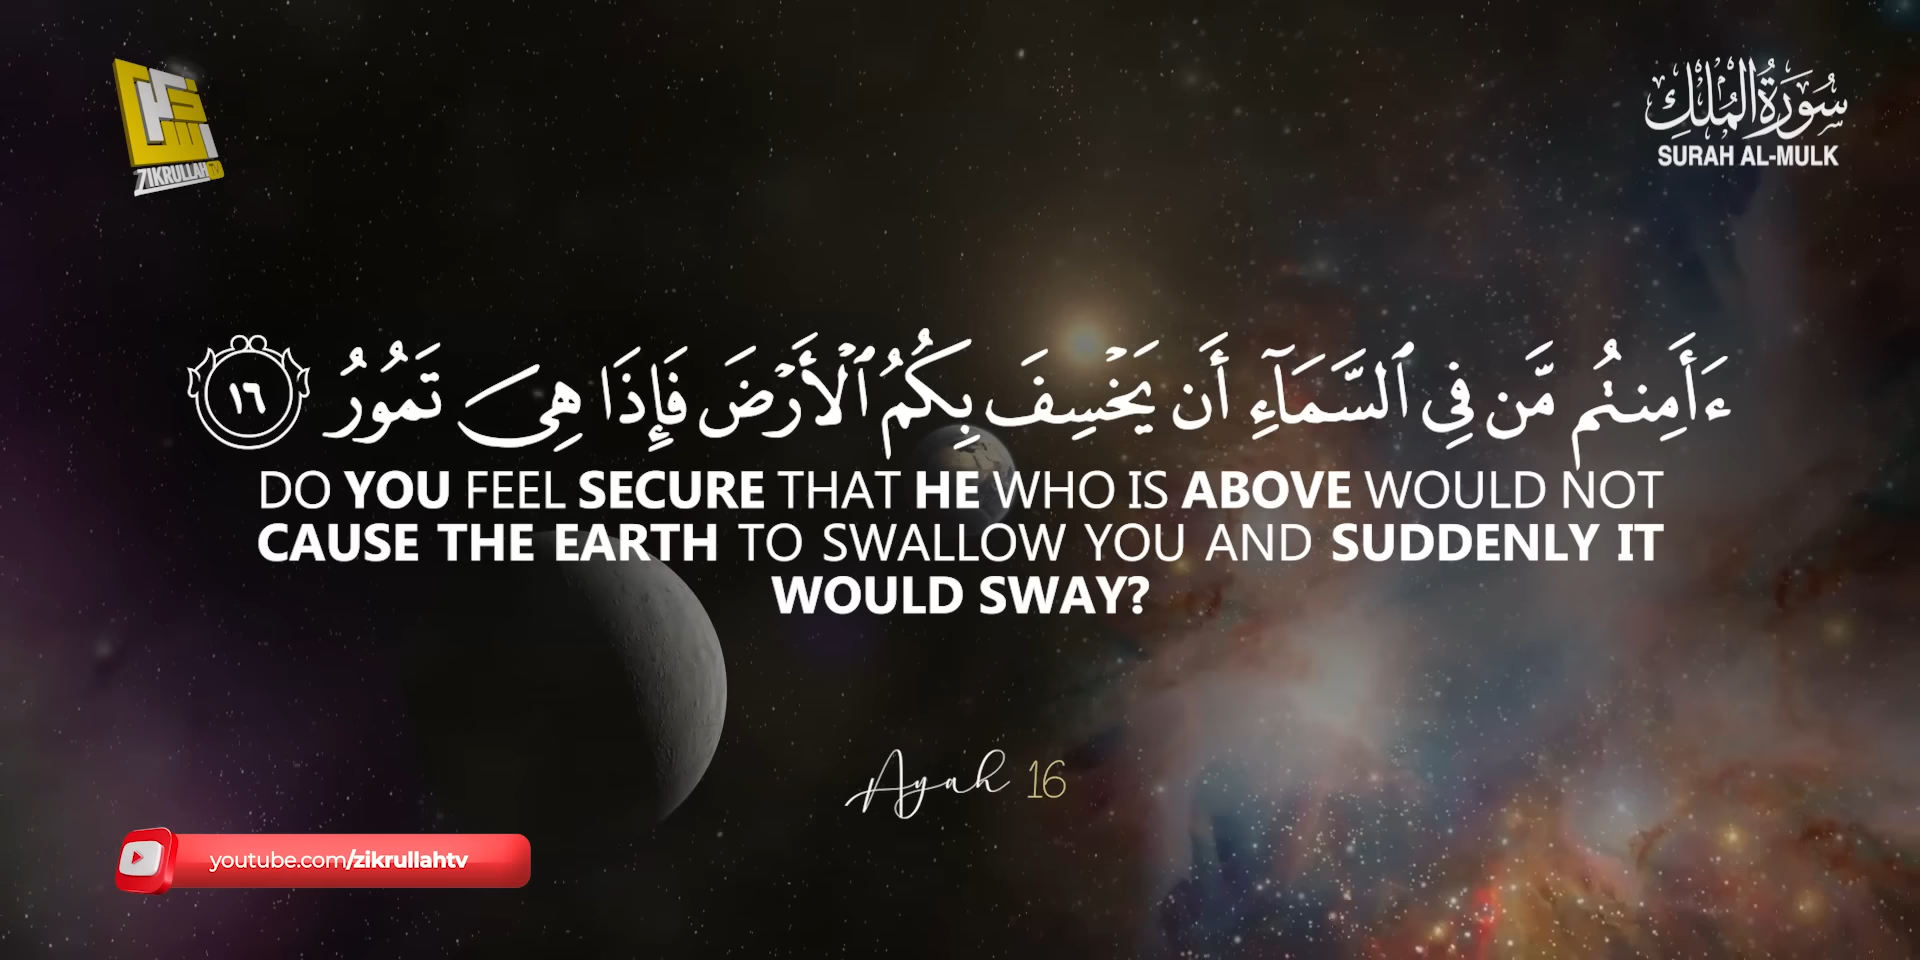 ZIKRULLAH TV
سُورَةُ الْمُلْكِ
SURAH AL-MULK
ءَأَمِنتُم مَّن فِى ٱلسَّمَآءِ أَن يَخْسِفَ بِكُمُ ٱلْأَرْضَ فَإِذَا هِىَ تَمُورُ ١٦
DO YOU FEEL SECURE THAT HE WHO IS ABOVE WOULD NOT
CAUSE THE EARTH TO SWALLOW YOU AND SUDDENLY IT
WOULD SWAY?
Ayah 16
youtube.com/zikrullahtv